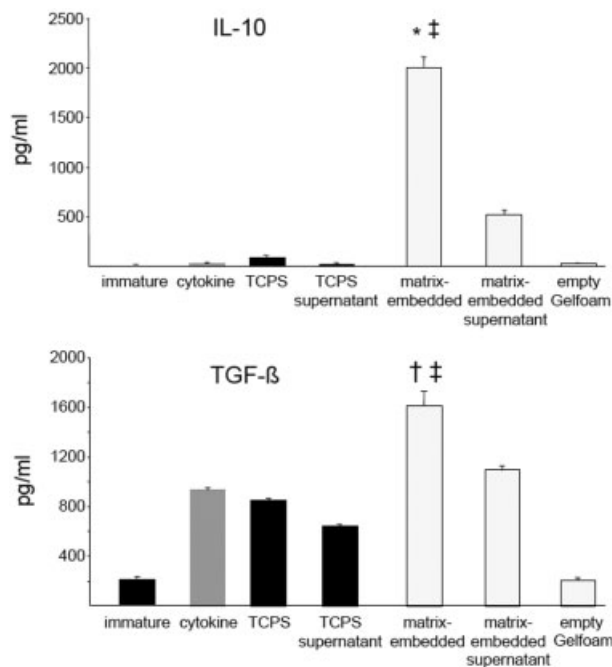 IL-10
* ‡
2500
2000
1500
1000
500
pg/ml
immature cytokine TCPS TCPS supernatant matrix-embedded matrix-embedded supernatant empty Gelfoam
TGF-ß
† ‡
2000
1600
1200
800
400
pg/ml
immature cytokine TCPS TCPS supernatant matrix-embedded matrix-embedded supernatant empty Gelfoam